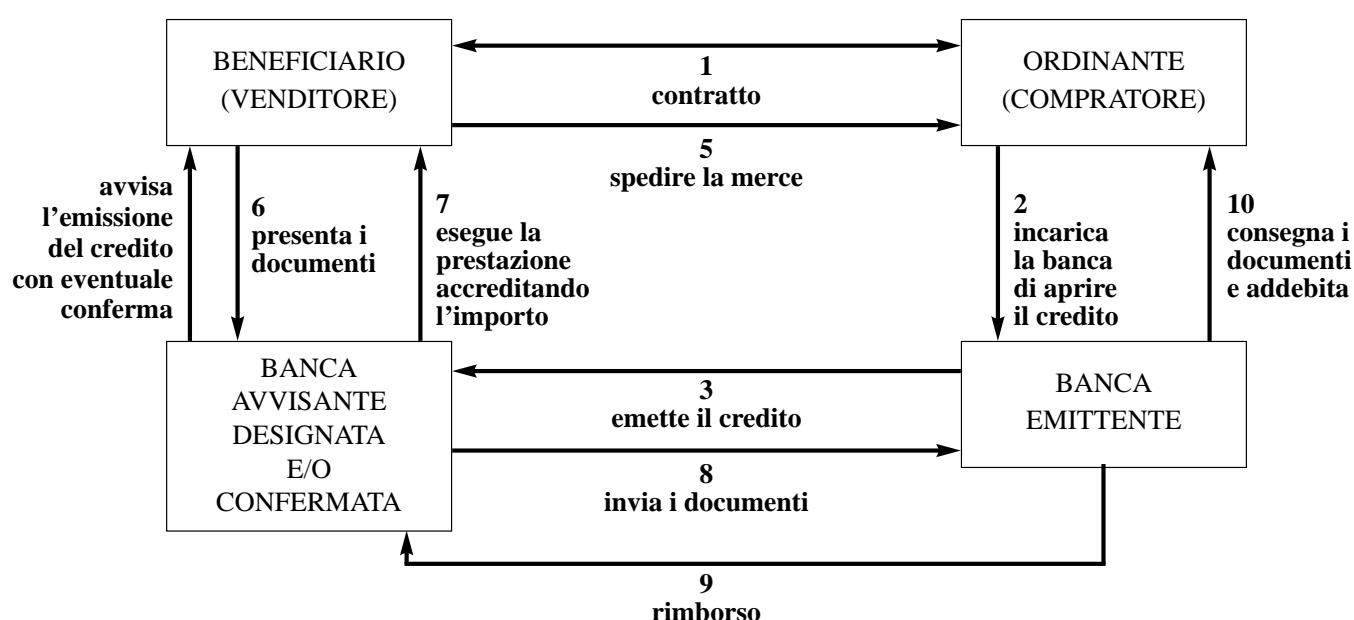 BENEFICIARIO
(VENDITORE)
1
contratto
5
spedire la merce
ORDINANTE
(COMPRATORE)
avvisa
l'emissione
del credito
con eventuale
conferma
6
presenta i
documenti
7
esegue la
prestazione
accreditando
l'importo
2
incarica
la banca
di aprire
il credito
10
consegna i
documenti
e addebita
BANCA
AVVISANTE
DESIGNATA
E/O
CONFERMATA
3
emette il credito
8
invia i documenti
BANCA
EMITTENTE
9
rimborso